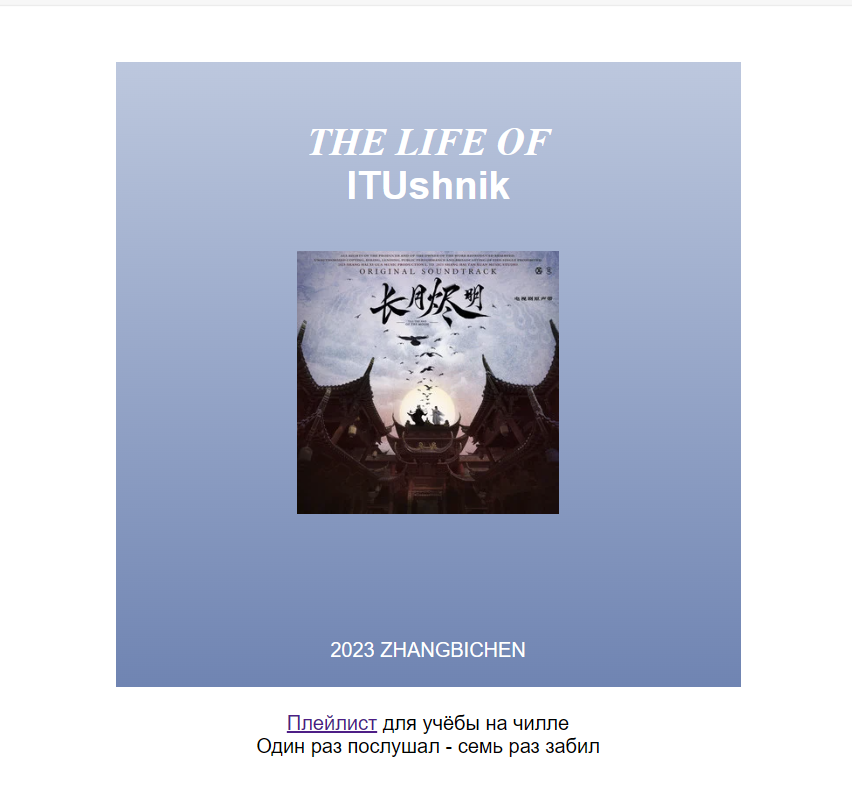 THE LIFE OF
ITUshnik
ORIGINAL SOUNDTRACK
长月烬明
电视剧原声带
2023 ZHANGBICHEN
Плейлист для учёбы на чилле
Один раз послушал - семь раз забил